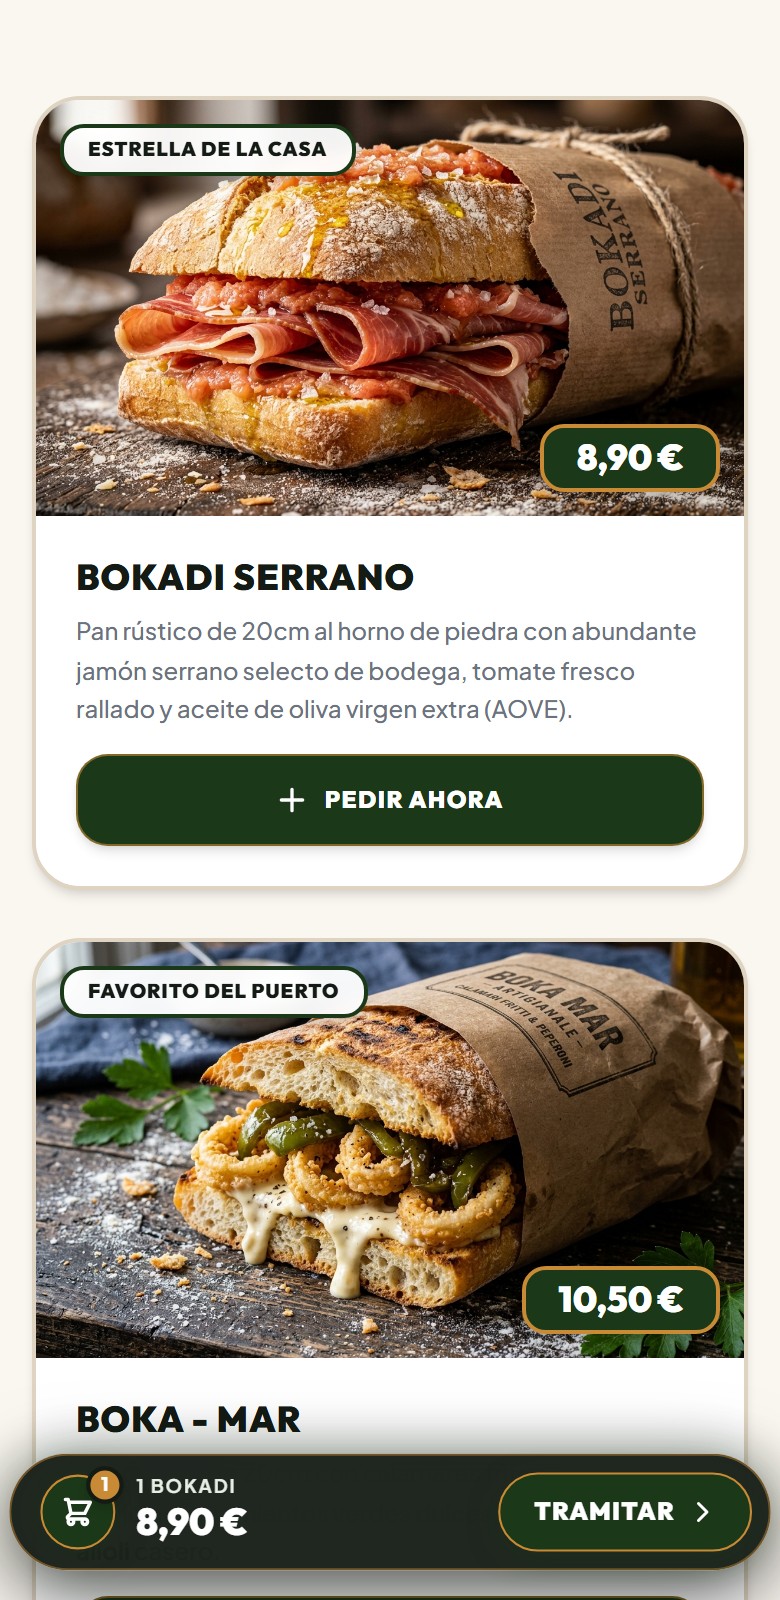 ESTRELLA DE LA CASA
BOKADI
SERRANO
8,90 €
BOKADI SERRANO
Pan rústico de 20cm al horno de piedra con abundante
jamón serrano selecto de bodega, tomate fresco
rallado y aceite de oliva virgen extra (AOVE).
+ PEDIR AHORA
FAVORITO DEL PUERTO
BOKA MAR
ARTIGIANALE –
CALAMARI FRITTI & PEPERONI
10,50 €
BOKA - MAR
1
1 BOKADI
8,90 €
TRAMITAR >
alioli casero.